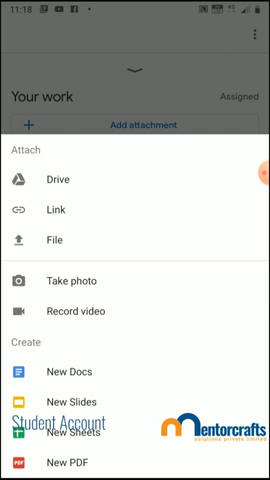 11:18
Your work
Assigned
+ Add attachment
Attach
Drive
Link
File
Take photo
Record video
Create
New Docs
New Slides
Student Account
New Sheets
mentorcrafts
solutions private limited
PDF New PDF